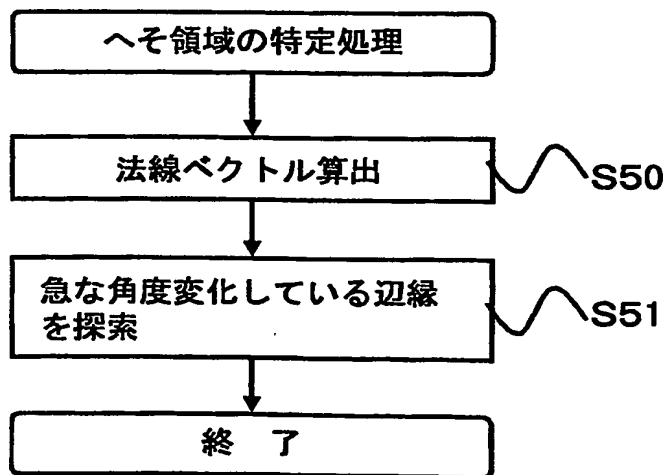 へそ領域の特定処理
法線ベクトル算出
S50
急な角度変化している辺縁
を探索
S51
終 了